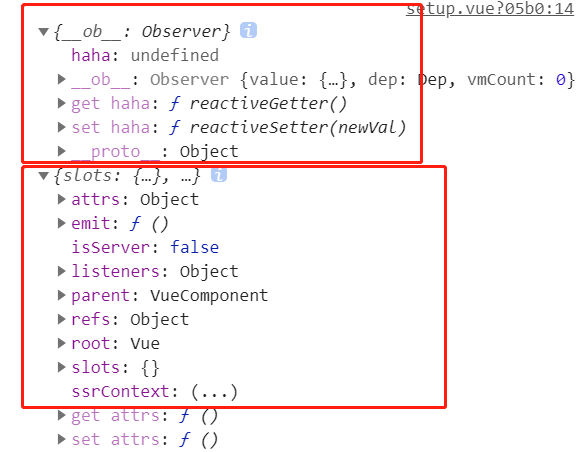 setup.vue?05b0:14
▼{__ob__: Observer} i
haha: undefined
▶__ob__: Observer {value: {…}, dep: Dep, vmCount: 0}
▶get haha: ƒ reactiveGetter()
▶set haha: ƒ reactiveSetter(newVal)
▶__proto__: Object
▼{slots: {…}, …} i
▶attrs: Object
▶emit: ƒ ()
isServer: false
▶listeners: Object
▶parent: VueComponent
▶refs: Object
▶root: Vue
▶slots: {}
ssrContext: (...)
▶get attrs: ƒ ()
▶set attrs: ƒ ()